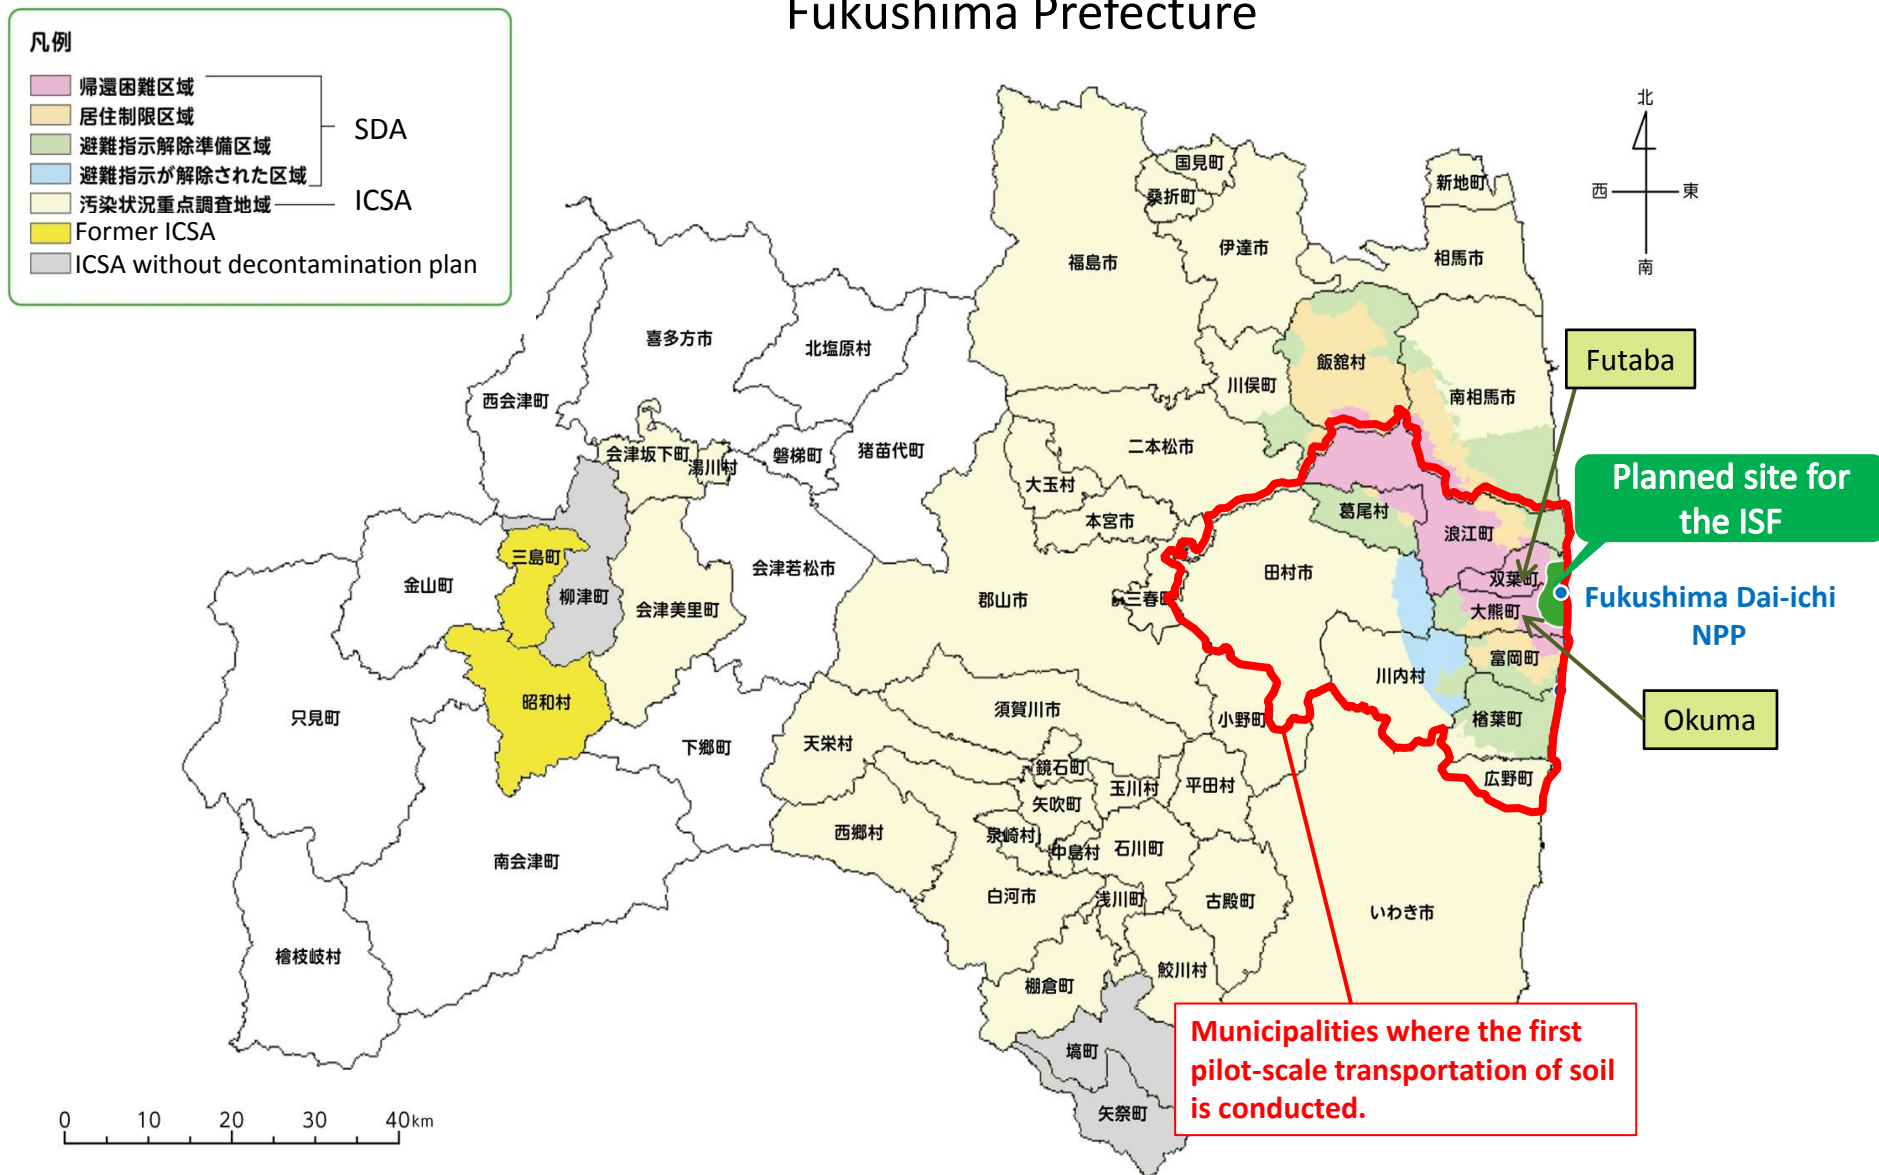 Fukushima Prefecture
凡例
帰還困難区域
居住制限区域
避難指示解除準備区域
避難指示が解除された区域
SDA
汚染状況重点調査地域
ICSA
Former ICSA
ICSA without decontamination plan
北
西
東
南
国見町
桑折町
新地町
伊達市
福島市
相馬市
喜多方市
北塩原村
飯舘村
Futaba
川俣町
南相馬市
西会津町
二本松市
会津坂下町
湯川村
磐梯町
猪苗代町
大玉村
本宮市
葛尾村
浪江町
Planned site for
the ISF
三島町
金山町
柳津町
会津若松市
会津美里町
郡山市
三春町
田村市
双葉町
大熊町
Fukushima Dai-ichi
NPP
富岡町
川内村
只見町
昭和村
下郷町
天栄村
須賀川市
小野町
楢葉町
Okuma
鏡石町
玉川村
平田村
広野町
矢吹町
西郷村
泉崎村
中島村
石川町
南会津町
白河市
浅川町
古殿町
いわき市
檜枝岐村
棚倉町
鮫川村
塙町
矢祭町
Municipalities where the first
pilot-scale transportation of soil
is conducted.
0 10 20 30 40km